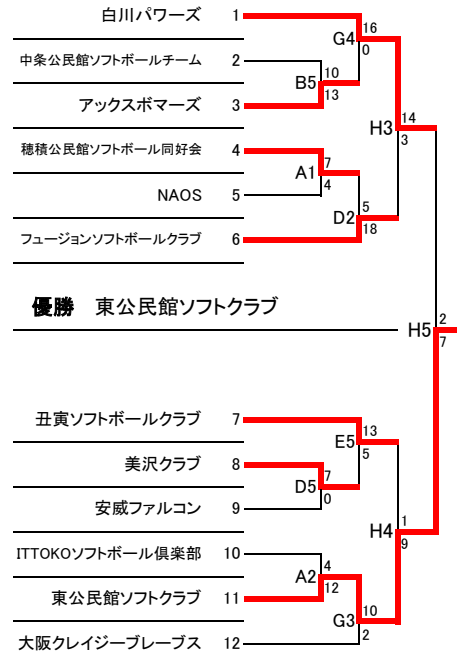 白川パワーズ 1
16
G4
0
中条公民館ソフトボールチーム 2
10
B5
13
アックスボマーズ 3
14
H3
3
穂積公民館ソフトボール同好会 4
7
A1
4
NAOS 5
5
D2
18
フュージョンソフトボールクラブ 6
優勝 東公民館ソフトクラブ
2
H5
7
丑寅ソフトボールクラブ 7
13
E5
5
美沢クラブ 8
7
D5
0
安威ファルコン 9
1
H4
9
ITTOKOソフトボール倶楽部 10
4
A2
12
東公民館ソフトクラブ 11
10
G3
2
大阪クレイジーブレーブス 12